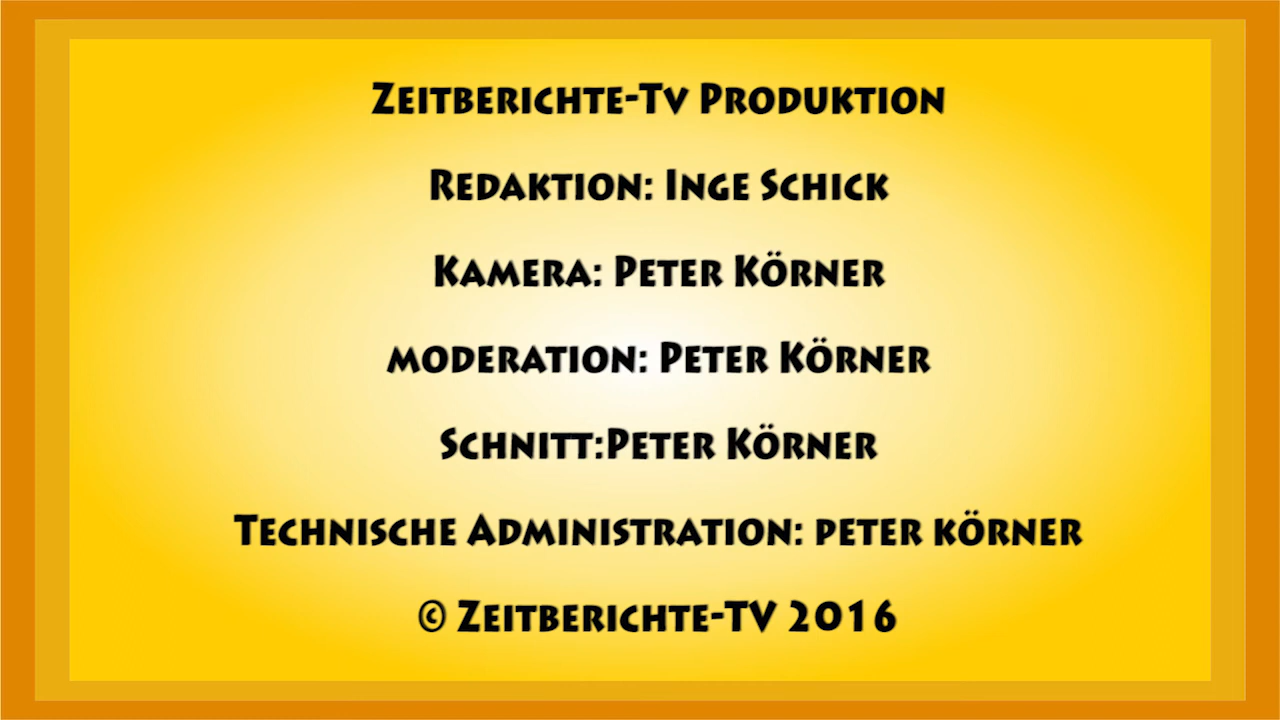 Zeitberichte-Tv Produktion
Redaktion: Inge Schick
Kamera: Peter Körner
moderation: Peter Körner
Schnitt:Peter Körner
Technische Administration: peter körner
© Zeitberichte-TV 2016